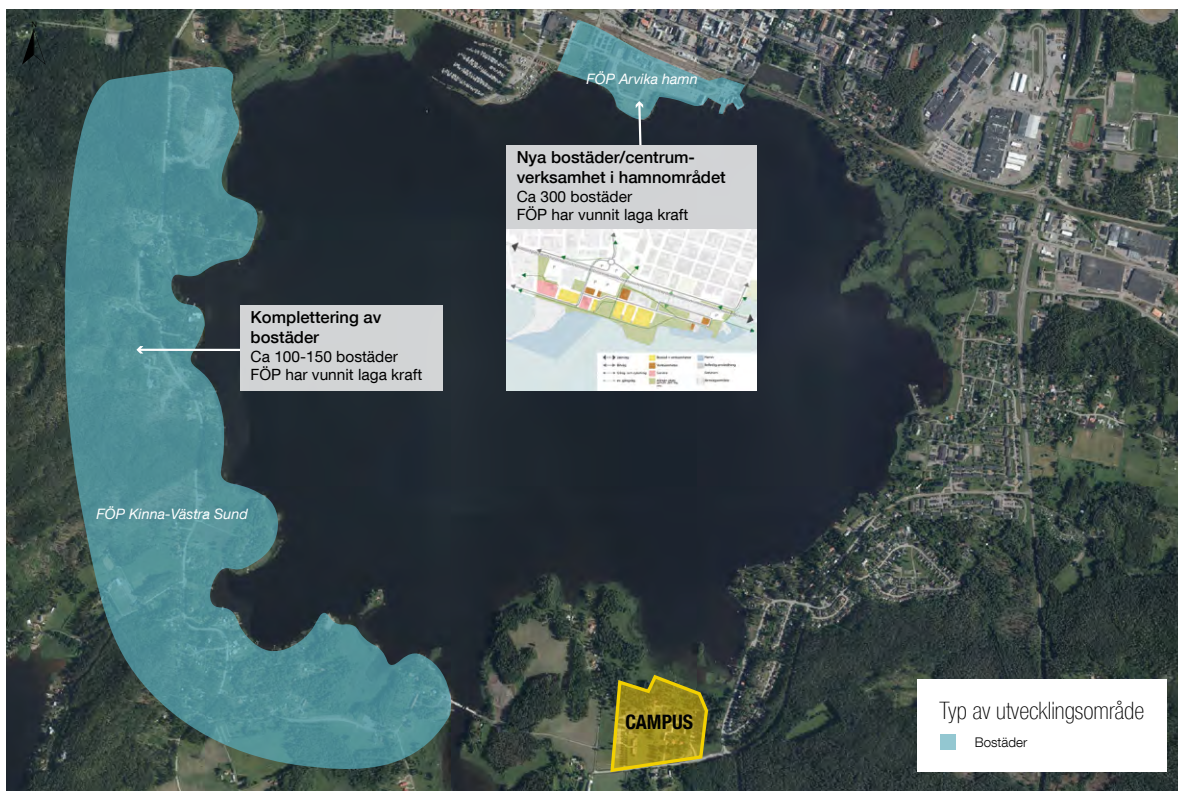 FÖP Arvika hamn
Nya bostäder/centrum-
verksamhet i hamnområdet
Ca 300 bostäder
FÖP har vunnit laga kraft
Komplettering av
bostäder
Ca 100-150 bostäder
FÖP har vunnit laga kraft
FÖP Kinna-Västra Sund
CAMPUS
Typ av utvecklingsområde
Bostäder